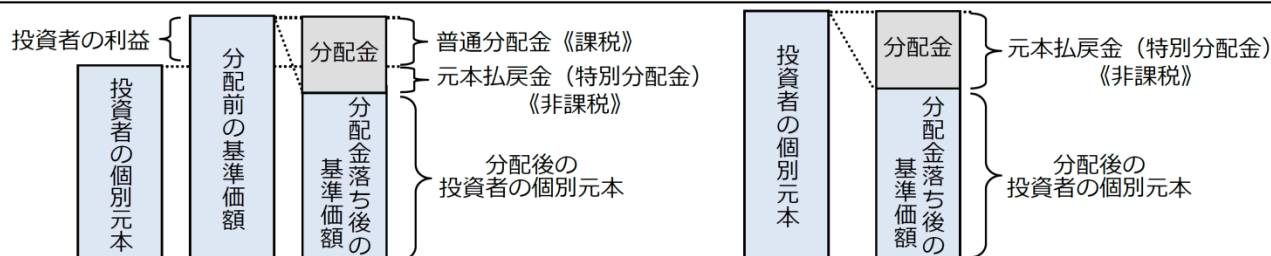 投資者の利益
投資者の個別元本
分配前の基準価額
分配金
分配金落ち後の
基準価額
普通分配金《課税》
元本払戻金（特別分配金）
《非課税》
分配後の
投資者の個別元本
投資者の個別元本
分配金
分配金落ち後の
基準価額
元本払戻金（特別分配金）
《非課税》
分配後の
投資者の個別元本